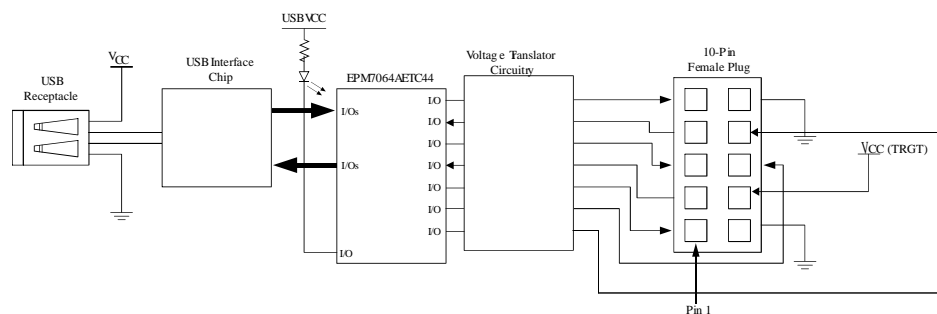 USB VCC
VCC
USB Interface
Chip
USB
Receptacle
EPM7064AETC44
Voltage Translator
Circuitry
10-Pin
Female Plug
I/Os
I/Os
I/O
I/O
I/O
I/O
I/O
I/O
I/O
I/O
VCC (TRGT)
Pin 1